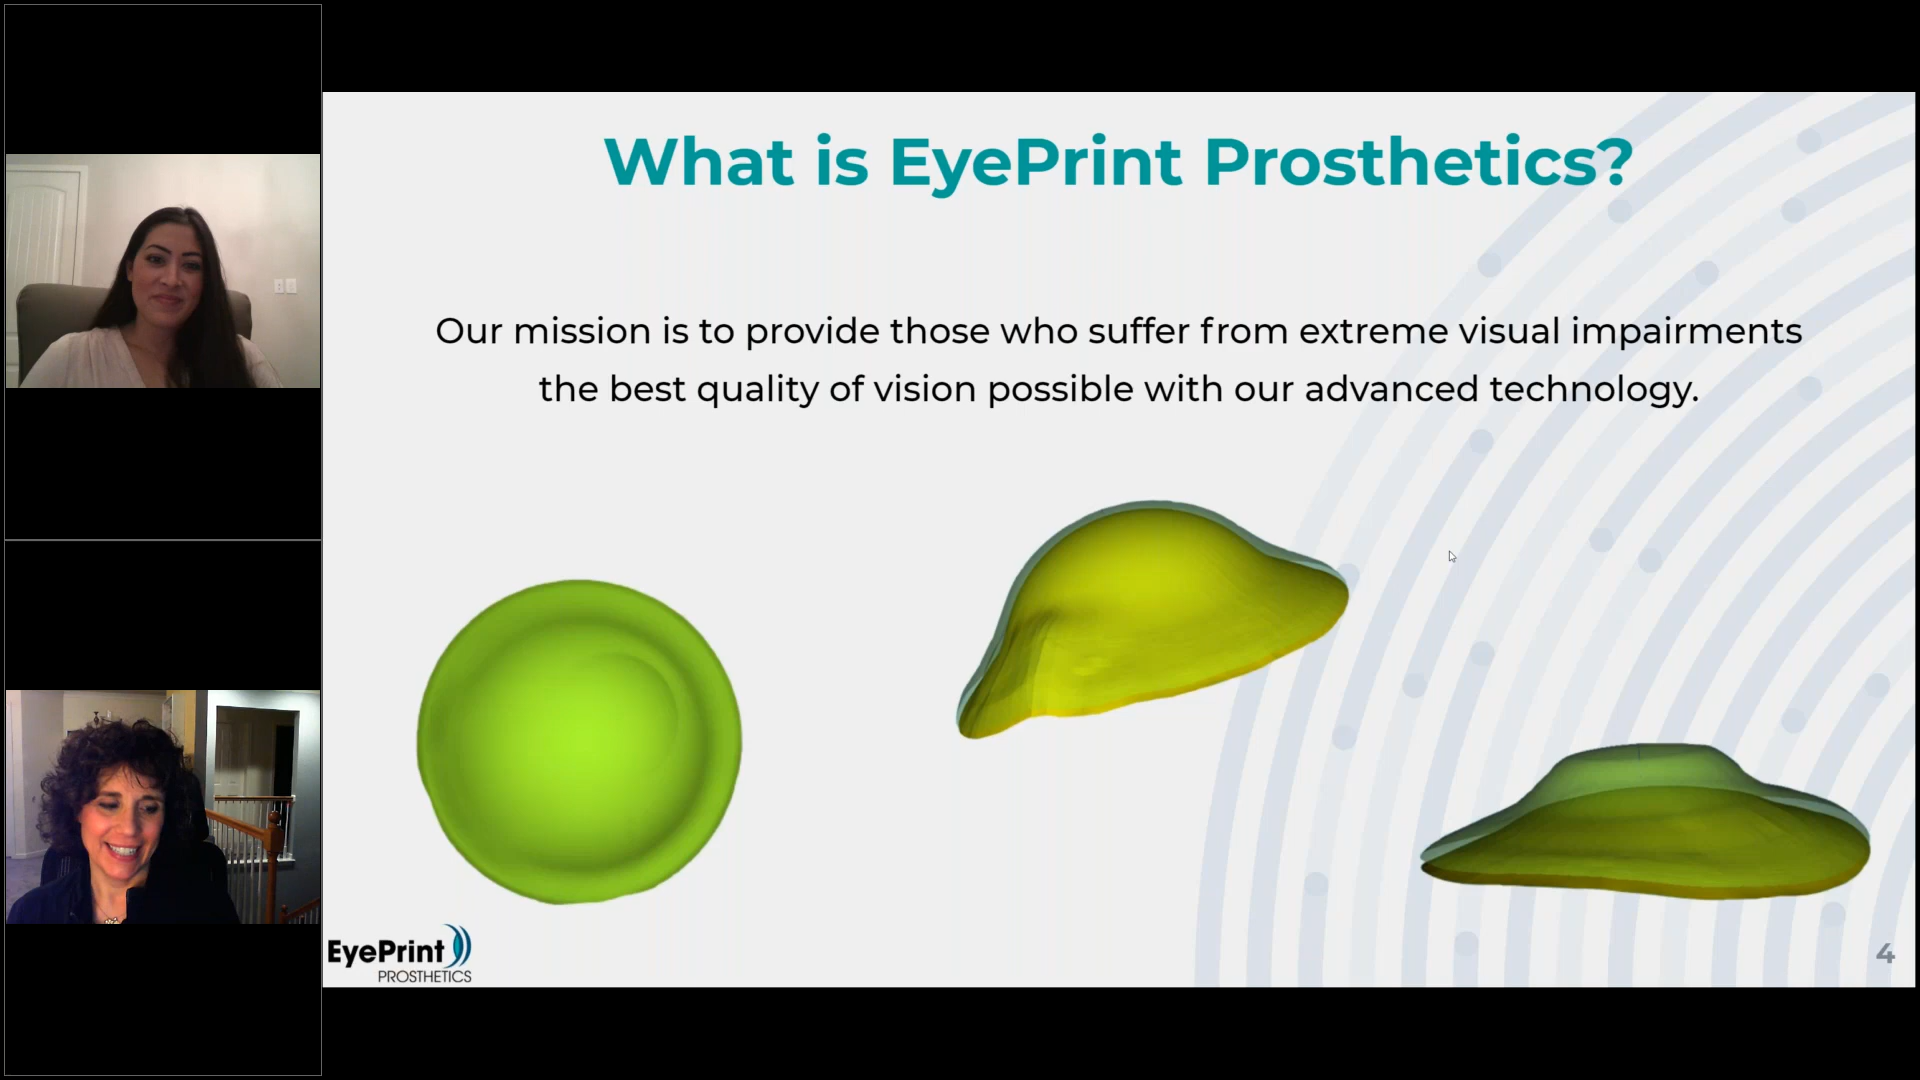 What is EyePrint Prosthetics?
Our mission is to provide those who suffer from extreme visual impairments
the best quality of vision possible with our advanced technology.
EyePrint
PROSTHETICS
4